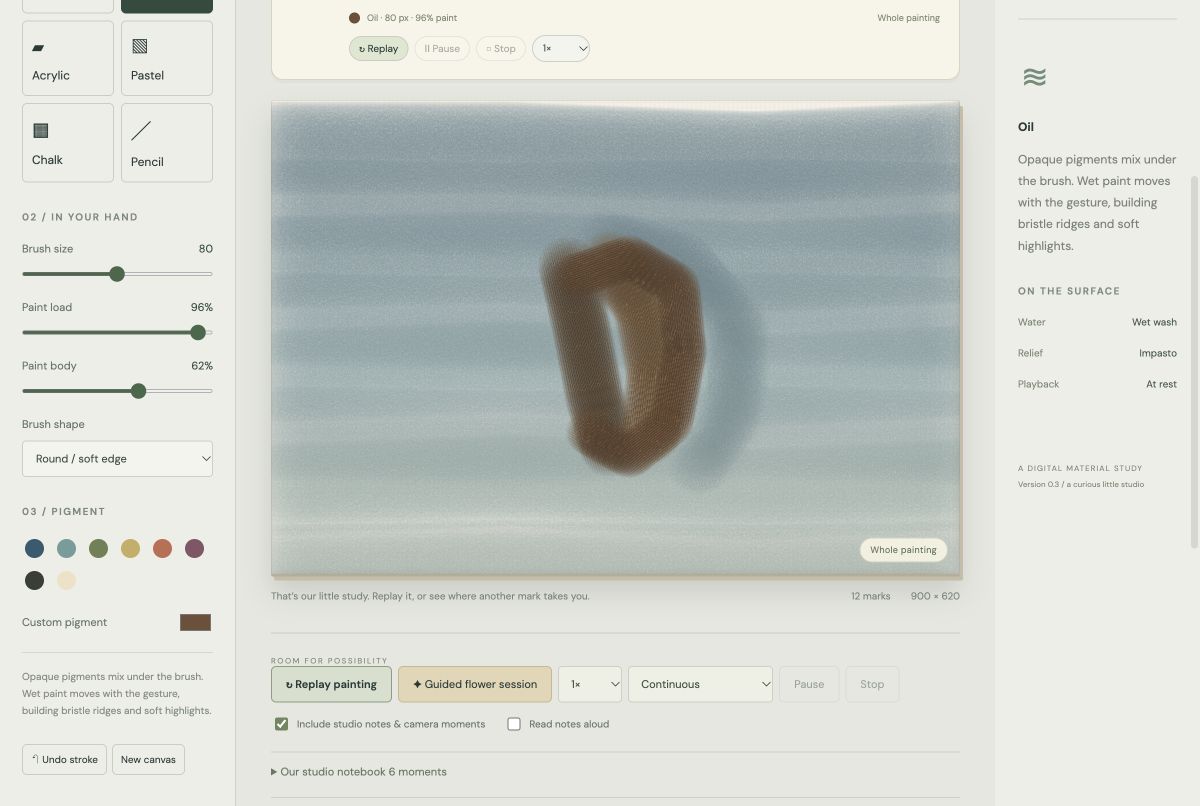 Acrylic
Pastel
Chalk
Pencil
02 / IN YOUR HAND
Brush size 80
Paint load 96%
Paint body 62%
Brush shape
Round / soft edge
03 / PIGMENT
Custom pigment
Opaque pigments mix under the brush.
Wet paint moves with the gesture,
building bristle ridges and soft highlights.
Undo stroke
New canvas
Oil · 80 px · 96% paint
Whole painting
↻ Replay
II Pause
▫ Stop
1×
Whole painting
That's our little study. Replay it, or see where another mark takes you.
12 marks
900 × 620
ROOM FOR POSSIBILITY
↻ Replay painting
✦ Guided flower session
1×
Continuous
Pause
Stop
Include studio notes & camera moments
Read notes aloud
▶ Our studio notebook 6 moments
Oil
Opaque pigments mix under
the brush. Wet paint moves
with the gesture, building
bristle ridges and soft
highlights.
ON THE SURFACE
Water Wet wash
Relief Impasto
Playback At rest
A DIGITAL MATERIAL STUDY
Version 0.3 / a curious little studio